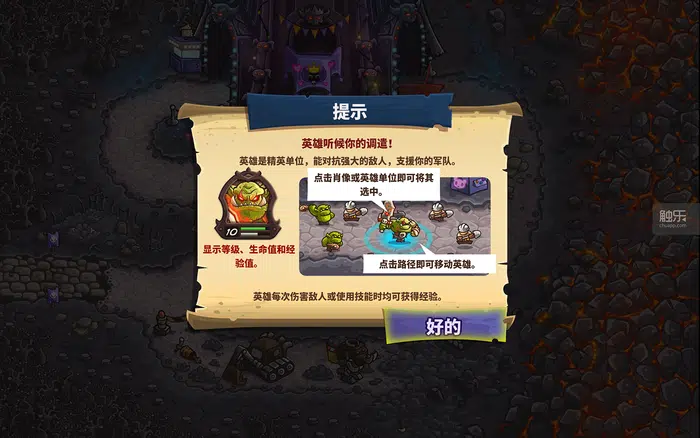 提示
英雄听候你的调遣！
英雄是精英单位，能对抗强大的敌人，支援你的军队。
点击肖像或英雄单位即可将其
选中。
10
显示等级、生命值和经
验值。
点击路径即可移动英雄。
英雄每次伤害敌人或使用技能时均可获得经验。
好的
触乐
chuapp.com